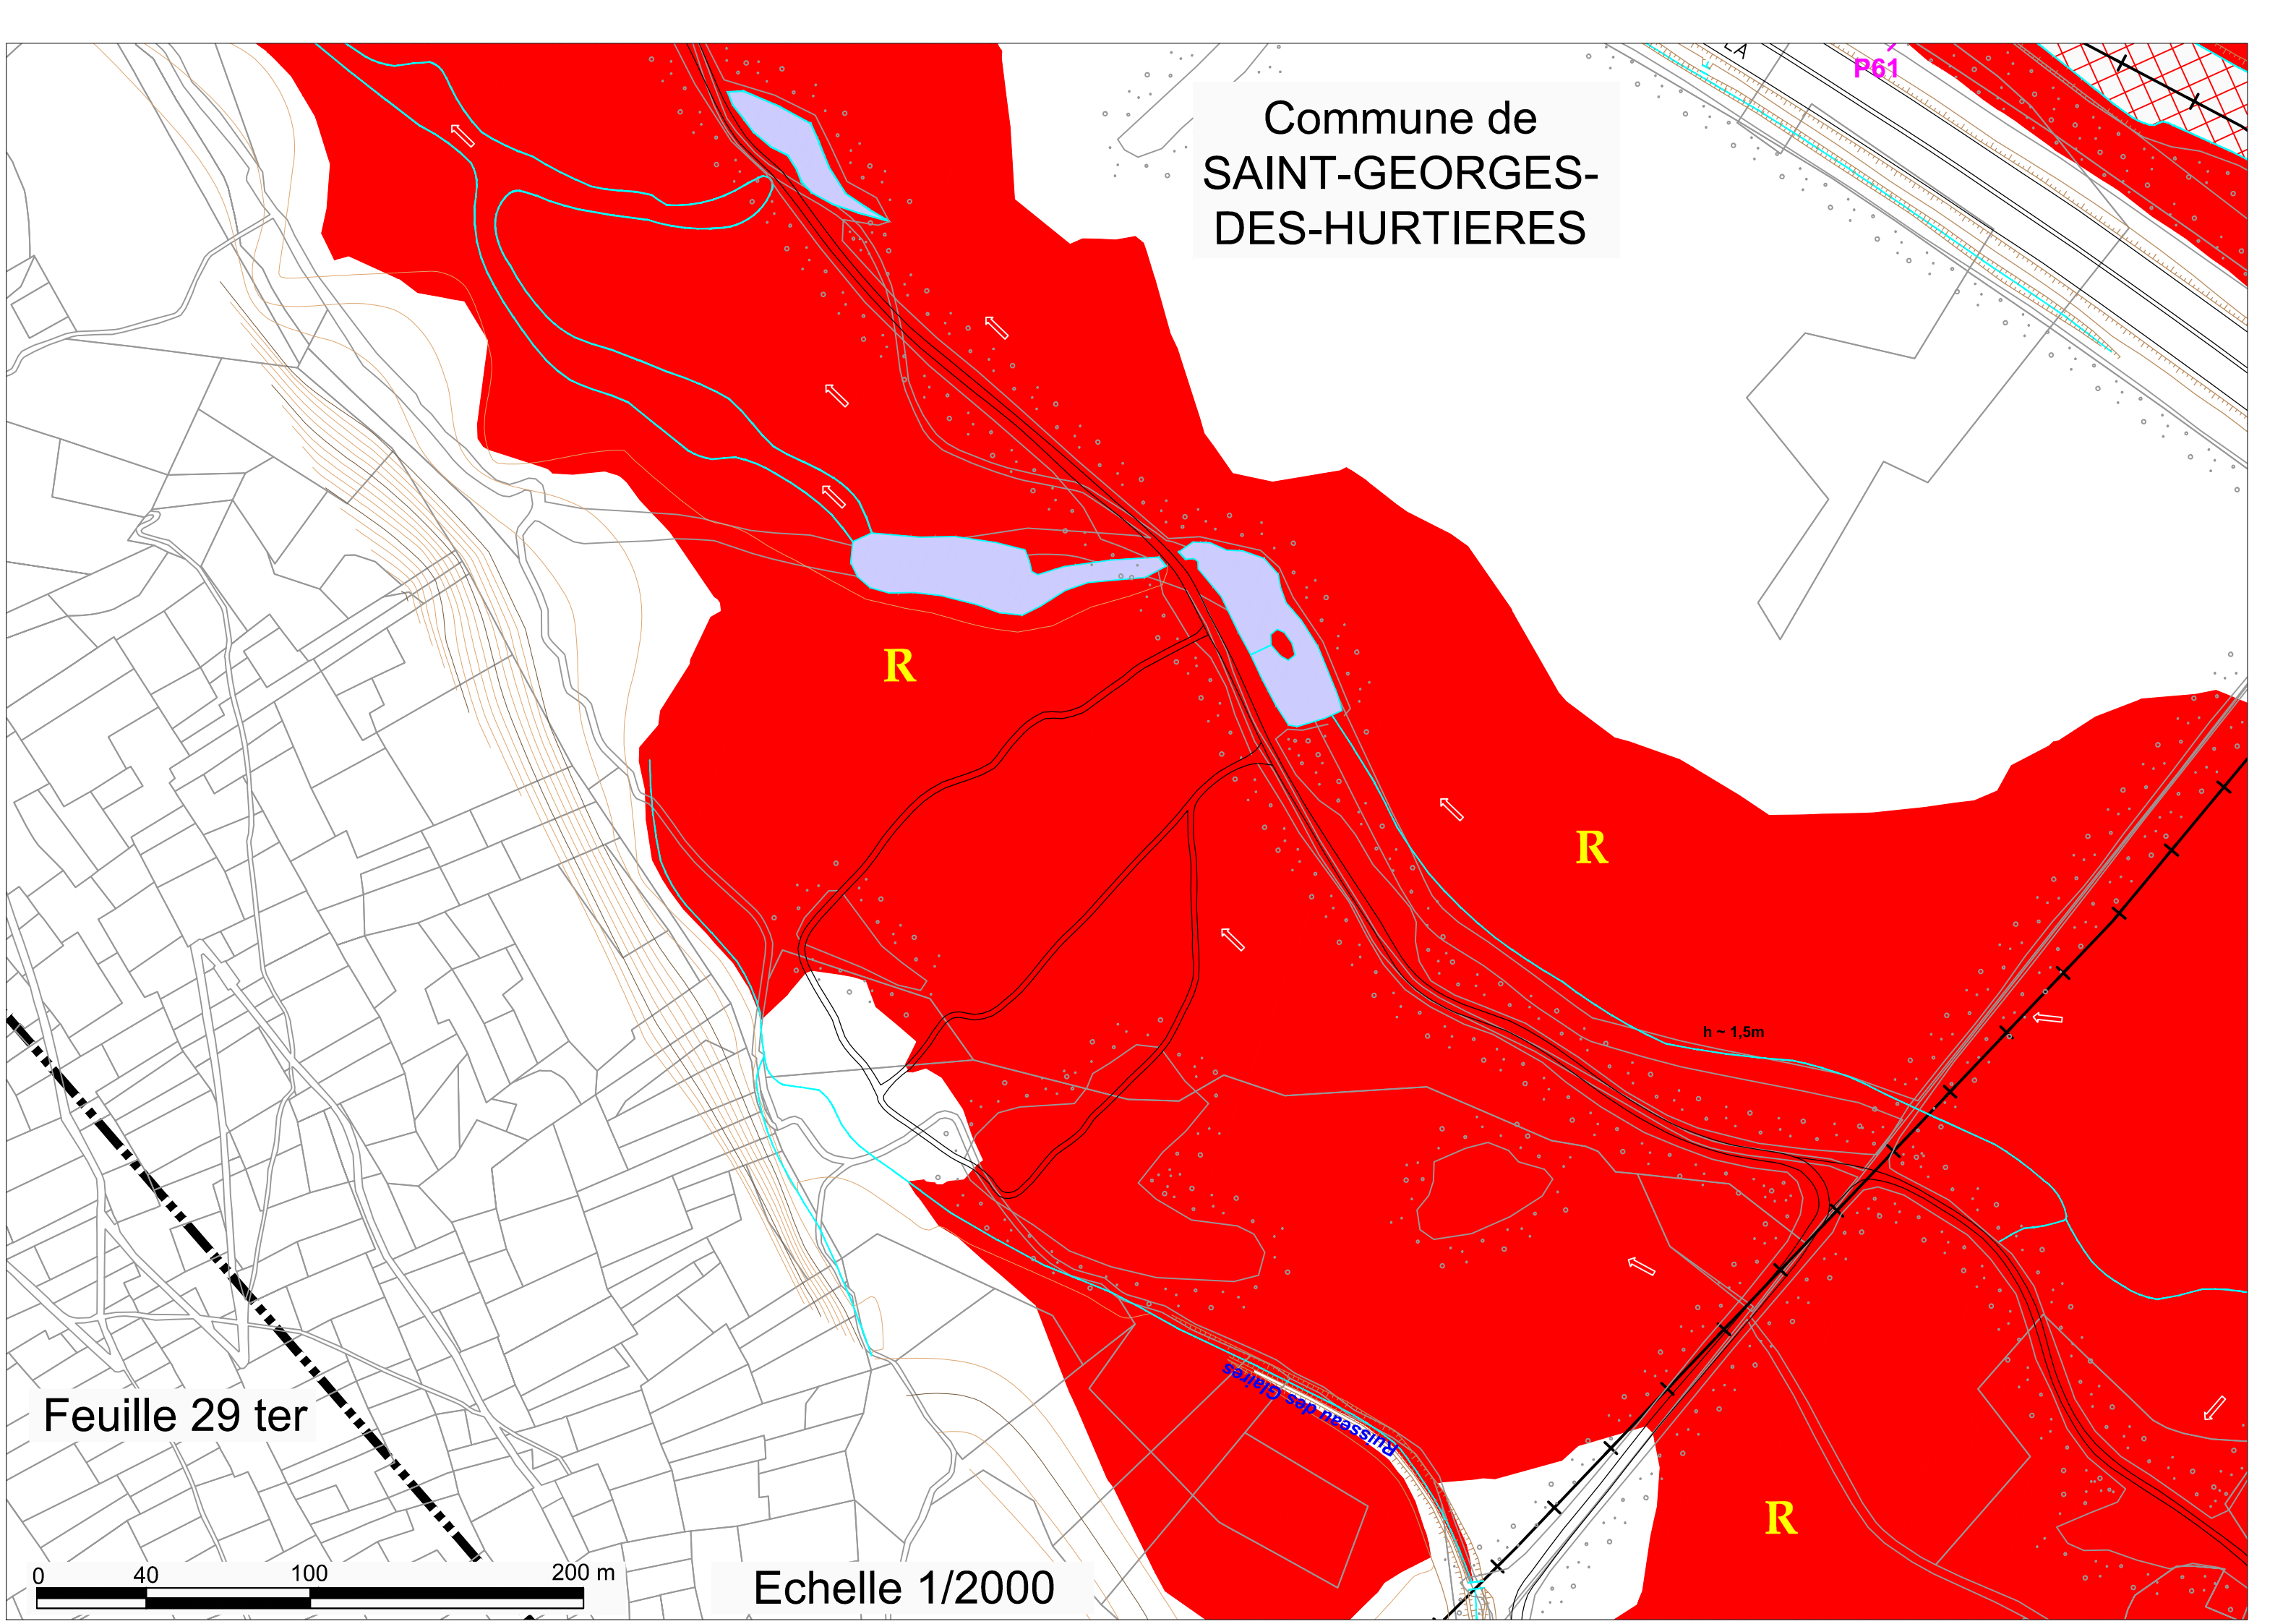 LA
P61
Commune de
SAINT-GEORGES-
DES-HURTIERES
R
R
h ~ 1,5m
Ruisseau des Glaires
Feuille 29 ter
R
0 40 100 200 m
Echelle 1/2000